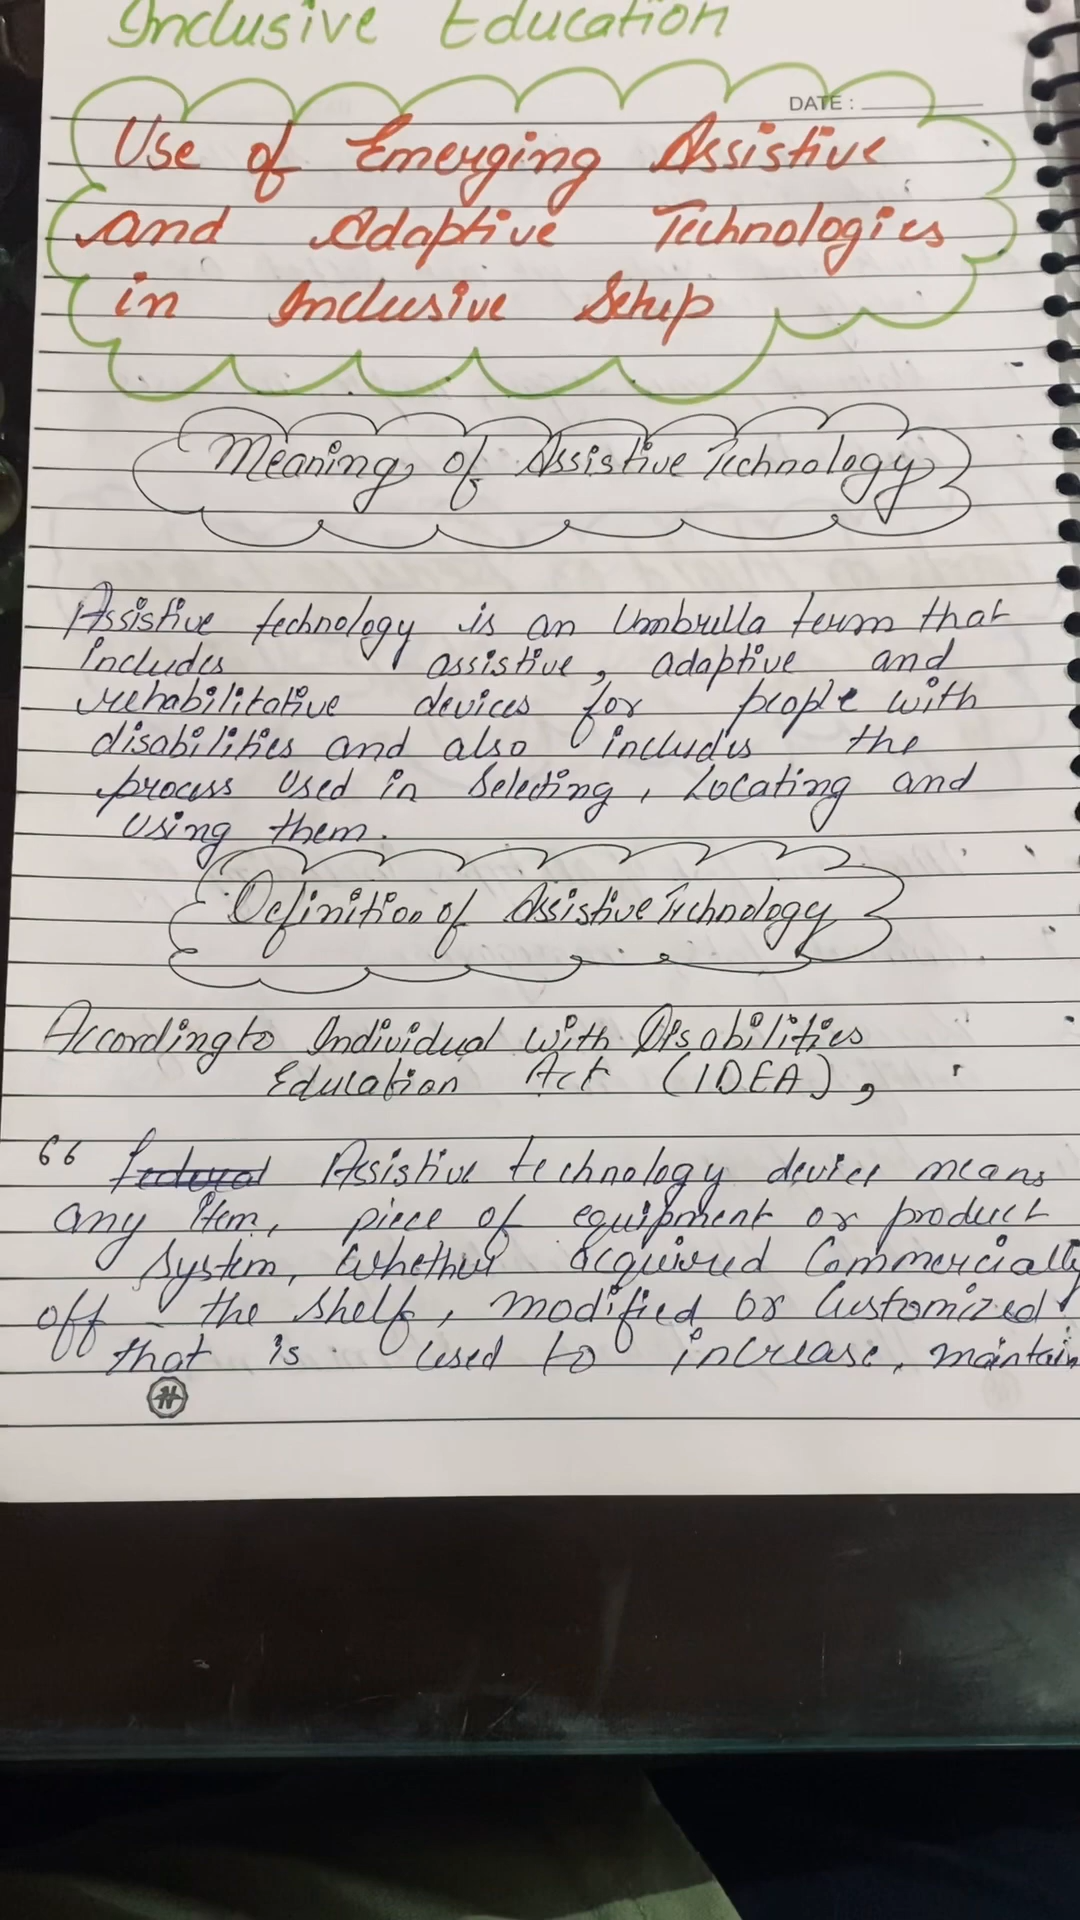 Inclusive Education
DATE :
Use of Emerging Assistive
and Adaptive Technologies
in Inclusive Setup
Meaning of Assistive Technology
Assistive technology is an Umbrella term that
includes assistive, adaptive and
rehabilitative devices for people with
disabilities and also includes the
process used in selecting, Locating and
using them.
Definition of Assistive Technology
According to Individual with Disabilities
Education Act (IDEA),
" Federal Assistive technology device means
any item, piece of equipment or product
system, whether acquired Commercially
off - the shelf, modified or Customized
that is used to increase, maintain